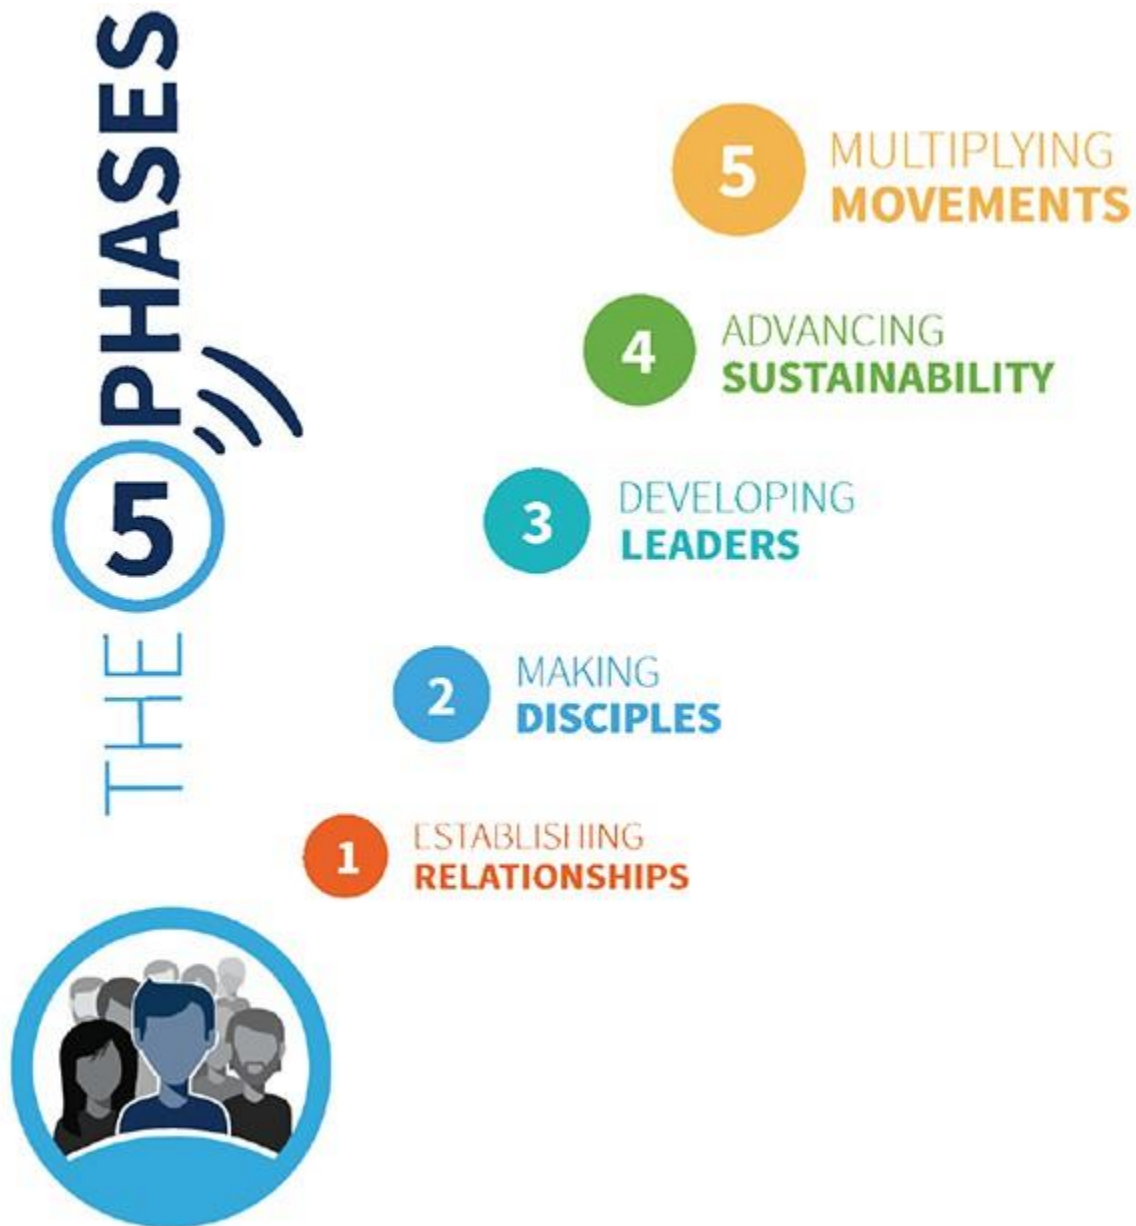 THE 5 PHASES
5
MULTIPLYING
MOVEMENTS
4
ADVANCING
SUSTAINABILITY
3
DEVELOPING
LEADERS
2
MAKING
DISCIPLES
1
ESTABLISHING
RELATIONSHIPS